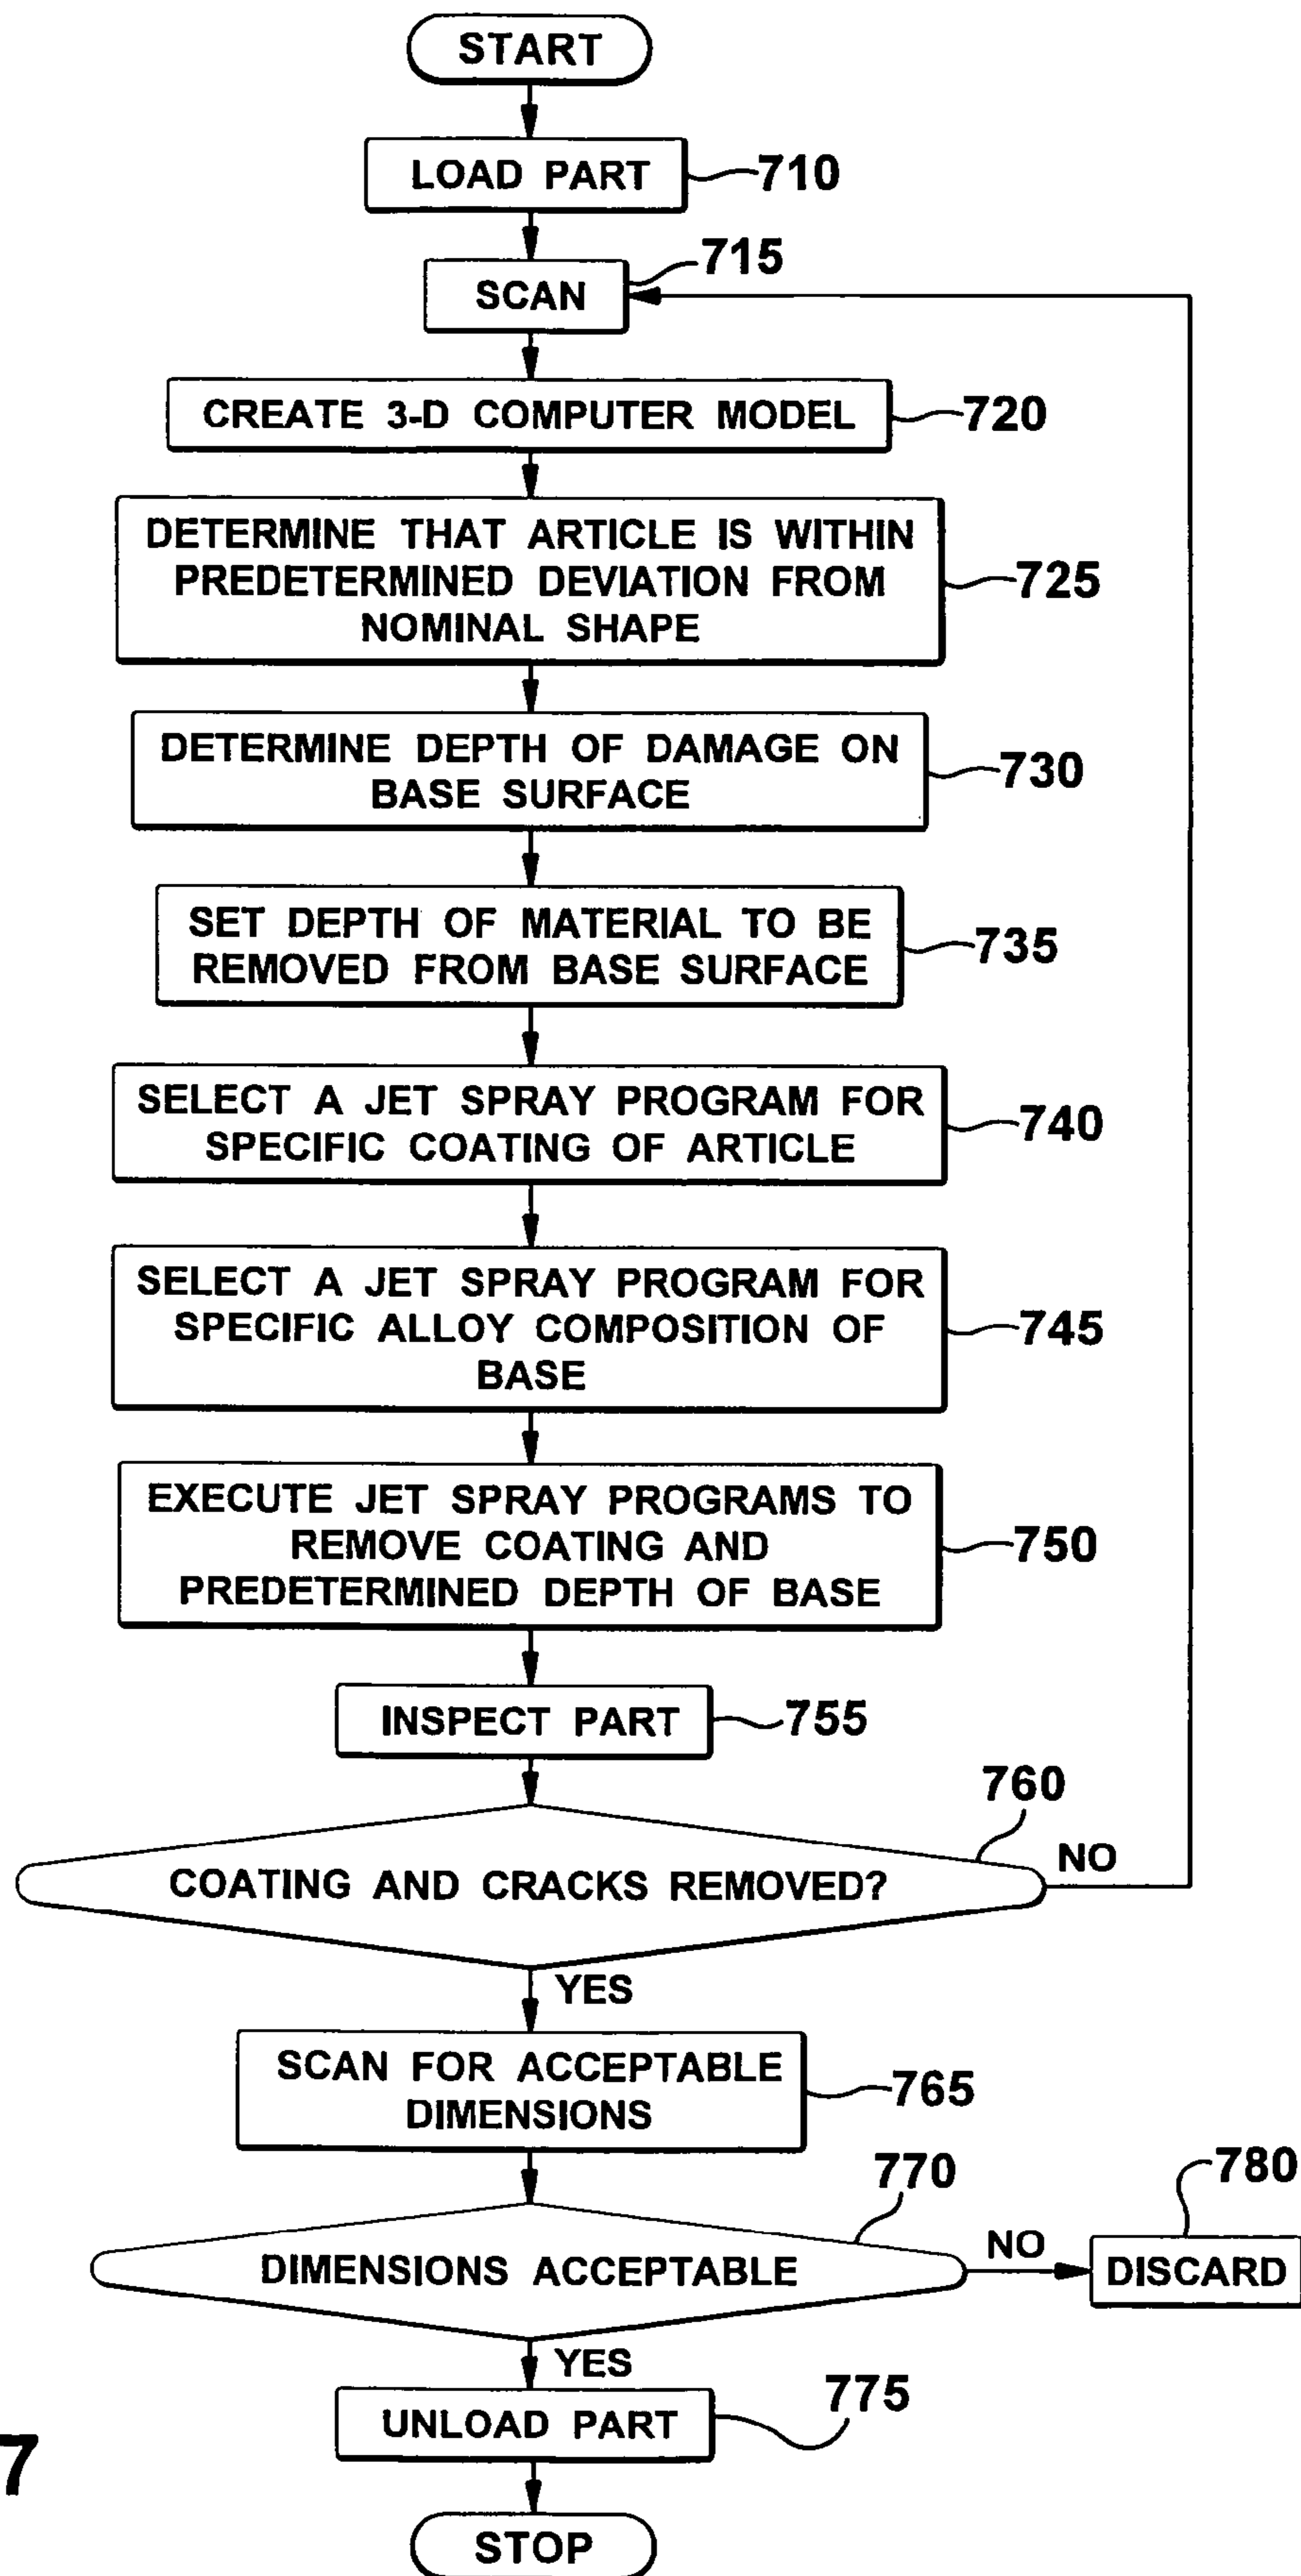 START
LOAD PART
710
SCAN
715
CREATE 3-D COMPUTER MODEL
720
DETERMINE THAT ARTICLE IS WITHIN
PREDETERMINED DEVIATION FROM
NOMINAL SHAPE
725
DETERMINE DEPTH OF DAMAGE ON
BASE SURFACE
730
SET DEPTH OF MATERIAL TO BE
REMOVED FROM BASE SURFACE
735
SELECT A JET SPRAY PROGRAM FOR
SPECIFIC COATING OF ARTICLE
740
SELECT A JET SPRAY PROGRAM FOR
SPECIFIC ALLOY COMPOSITION OF
BASE
745
EXECUTE JET SPRAY PROGRAMS TO
REMOVE COATING AND
PREDETERMINED DEPTH OF BASE
750
INSPECT PART
755
COATING AND CRACKS REMOVED?
760
NO
YES
SCAN FOR ACCEPTABLE
DIMENSIONS
765
DIMENSIONS ACCEPTABLE
770
NO
DISCARD
780
YES
UNLOAD PART
775
STOP
7